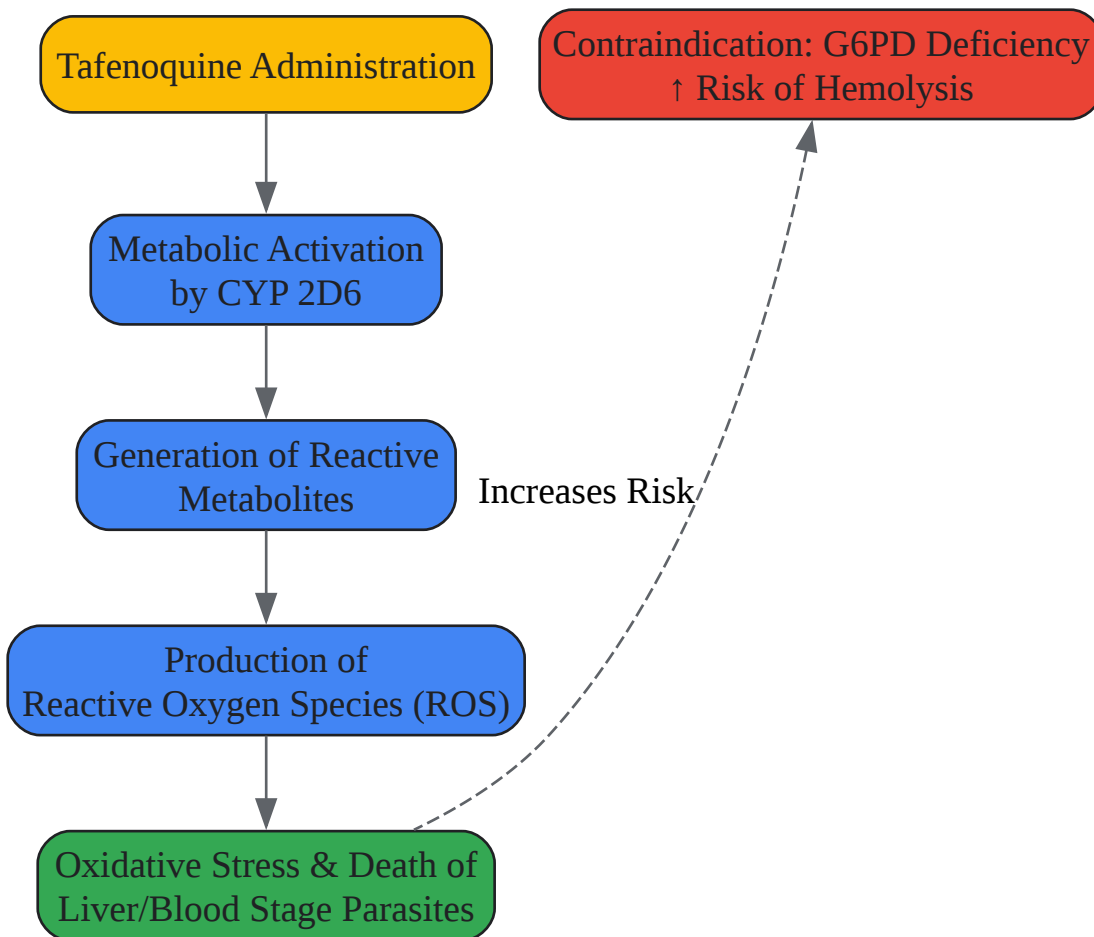 Tafenoquine Administration
Contraindication: G6PD Deficiency
↑ Risk of Hemolysis
Metabolic Activation
by CYP 2D6
Generation of Reactive
Metabolites
Increases Risk
Production of
Reactive Oxygen Species (ROS)
Oxidative Stress & Death of
Liver/Blood Stage Parasites